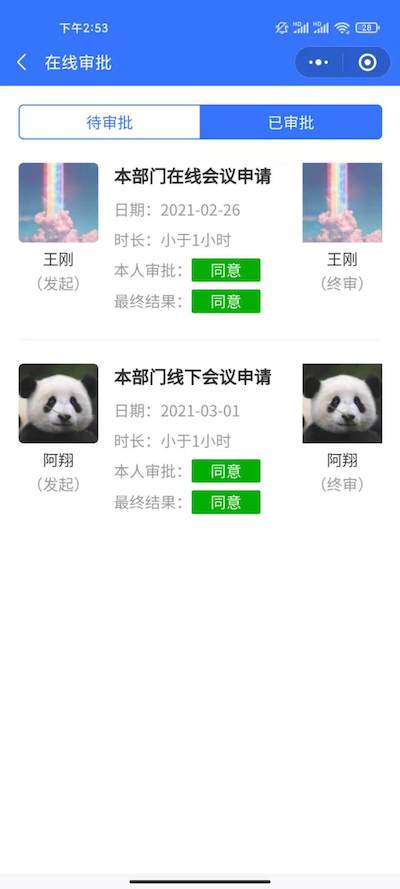 下午2:53
HD HD 28
在线审批
待审批 已审批
本部门在线会议申请
日期：2021-02-26
时长：小于1小时
王刚 王刚
（发起） （终审）
本人审批： 同意
最终结果： 同意
本部门线下会议申请
日期：2021-03-01
时长：小于1小时
阿翔 阿翔
本人审批： 同意
（发起） （终审）
最终结果： 同意